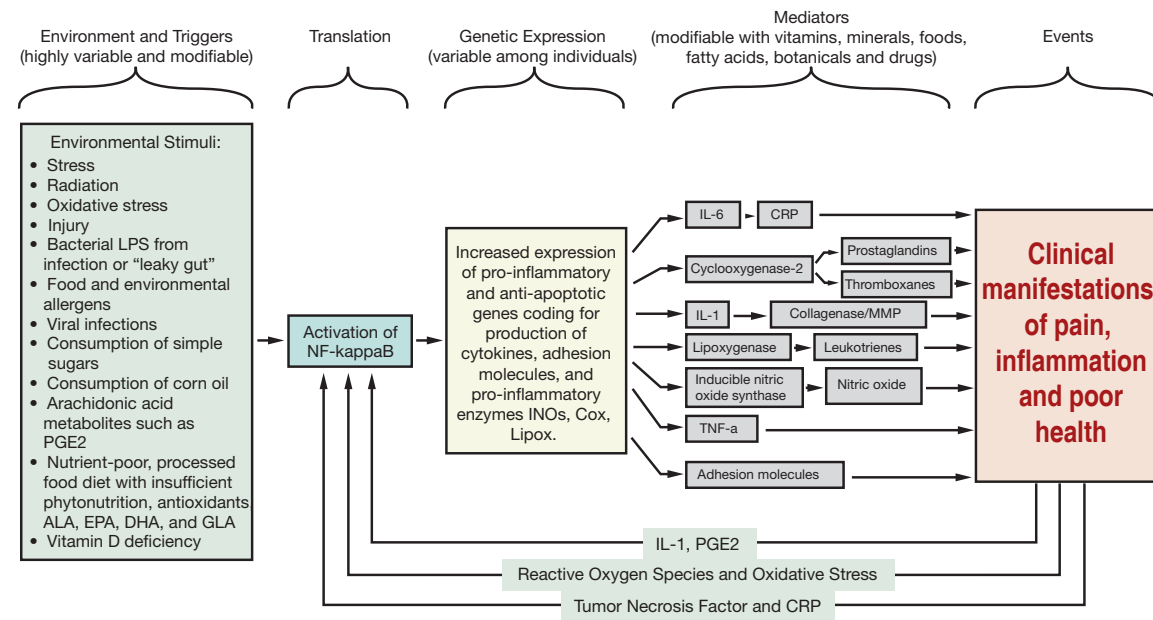 Environment and Triggers
(highly variable and modifiable)
Translation
Genetic Expression
(variable among individuals)
Mediators
(modifiable with vitamins, minerals, foods,
fatty acids, botanicals and drugs)
Events
Environmental Stimuli:
• Stress
• Radiation
• Oxidative stress
• Injury
• Bacterial LPS from
infection or “leaky gut”
• Food and environmental
allergens
• Viral infections
• Consumption of simple
sugars
• Consumption of corn oil
• Arachidonic acid
metabolites such as
PGE2
• Nutrient-poor, processed
food diet with insufficient
phytonutrition, antioxidants
ALA, EPA, DHA, and GLA
• Vitamin D deficiency
Activation of
NF-kappaB
Increased expression
of pro-inflammatory
and anti-apoptotic
genes coding for
production of
cytokines, adhesion
molecules, and
pro-inflammatory
enzymes INOs, Cox,
Lipox.
IL-6
CRP
Cyclooxygenase-2
Prostaglandins
Thromboxanes
IL-1
Collagenase/MMP
Lipoxygenase
Leukotrienes
Inducible nitric
oxide synthase
Nitric oxide
TNF-a
Adhesion molecules
Clinical
manifestations
of pain,
inflammation
and poor
health
IL-1, PGE2
Reactive Oxygen Species and Oxidative Stress
Tumor Necrosis Factor and CRP